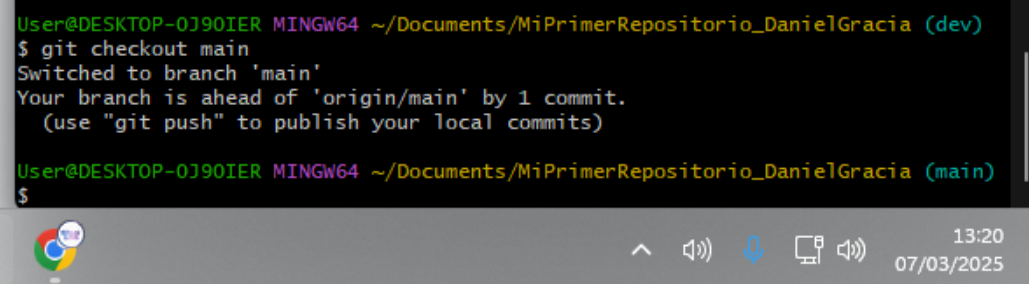 User@DESKTOP-OJ9OIER MINGW64 ~/Documents/MiPrimerRepositorio_DanielGracia (dev)
$ git checkout main
Switched to branch 'main'
Your branch is ahead of 'origin/main' by 1 commit.
  (use "git push" to publish your local commits)
User@DESKTOP-OJ9OIER MINGW64 ~/Documents/MiPrimerRepositorio_DanielGracia (main)
$
13:20
07/03/2025